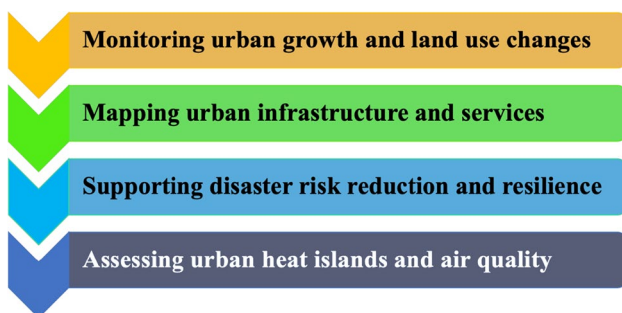 Monitoring urban growth and land use changes
Mapping urban infrastructure and services
Supporting disaster risk reduction and resilience
Assessing urban heat islands and air quality